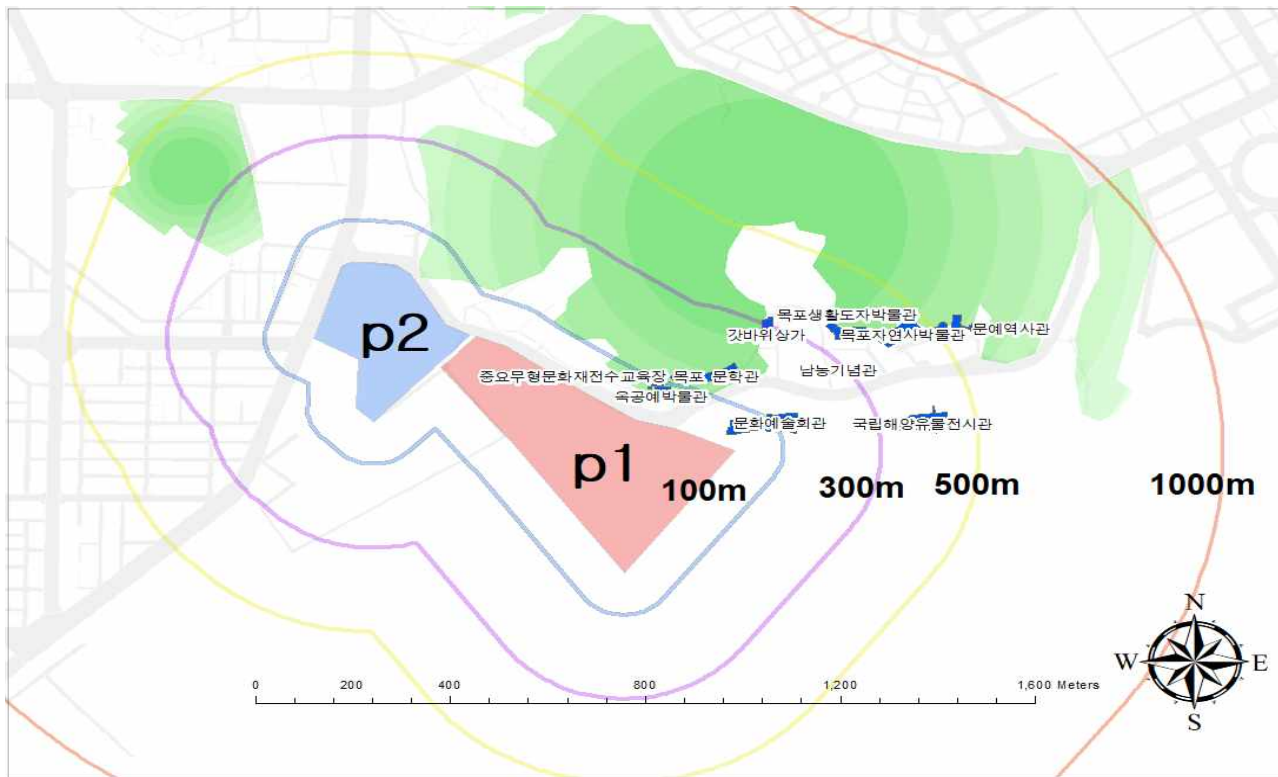 목포생활도자박물관
갓바위상가
목포자연사박물관
문예역사관
p2
중요무형문화재전수교육장 목포 문학관
남농기념관
옥공예박물관
문화예술회관
국립해양유물전시관
p1
100m
300m
500m
1000m
N
W
E
S
0 200 400 800 1,200 1,600 Meters